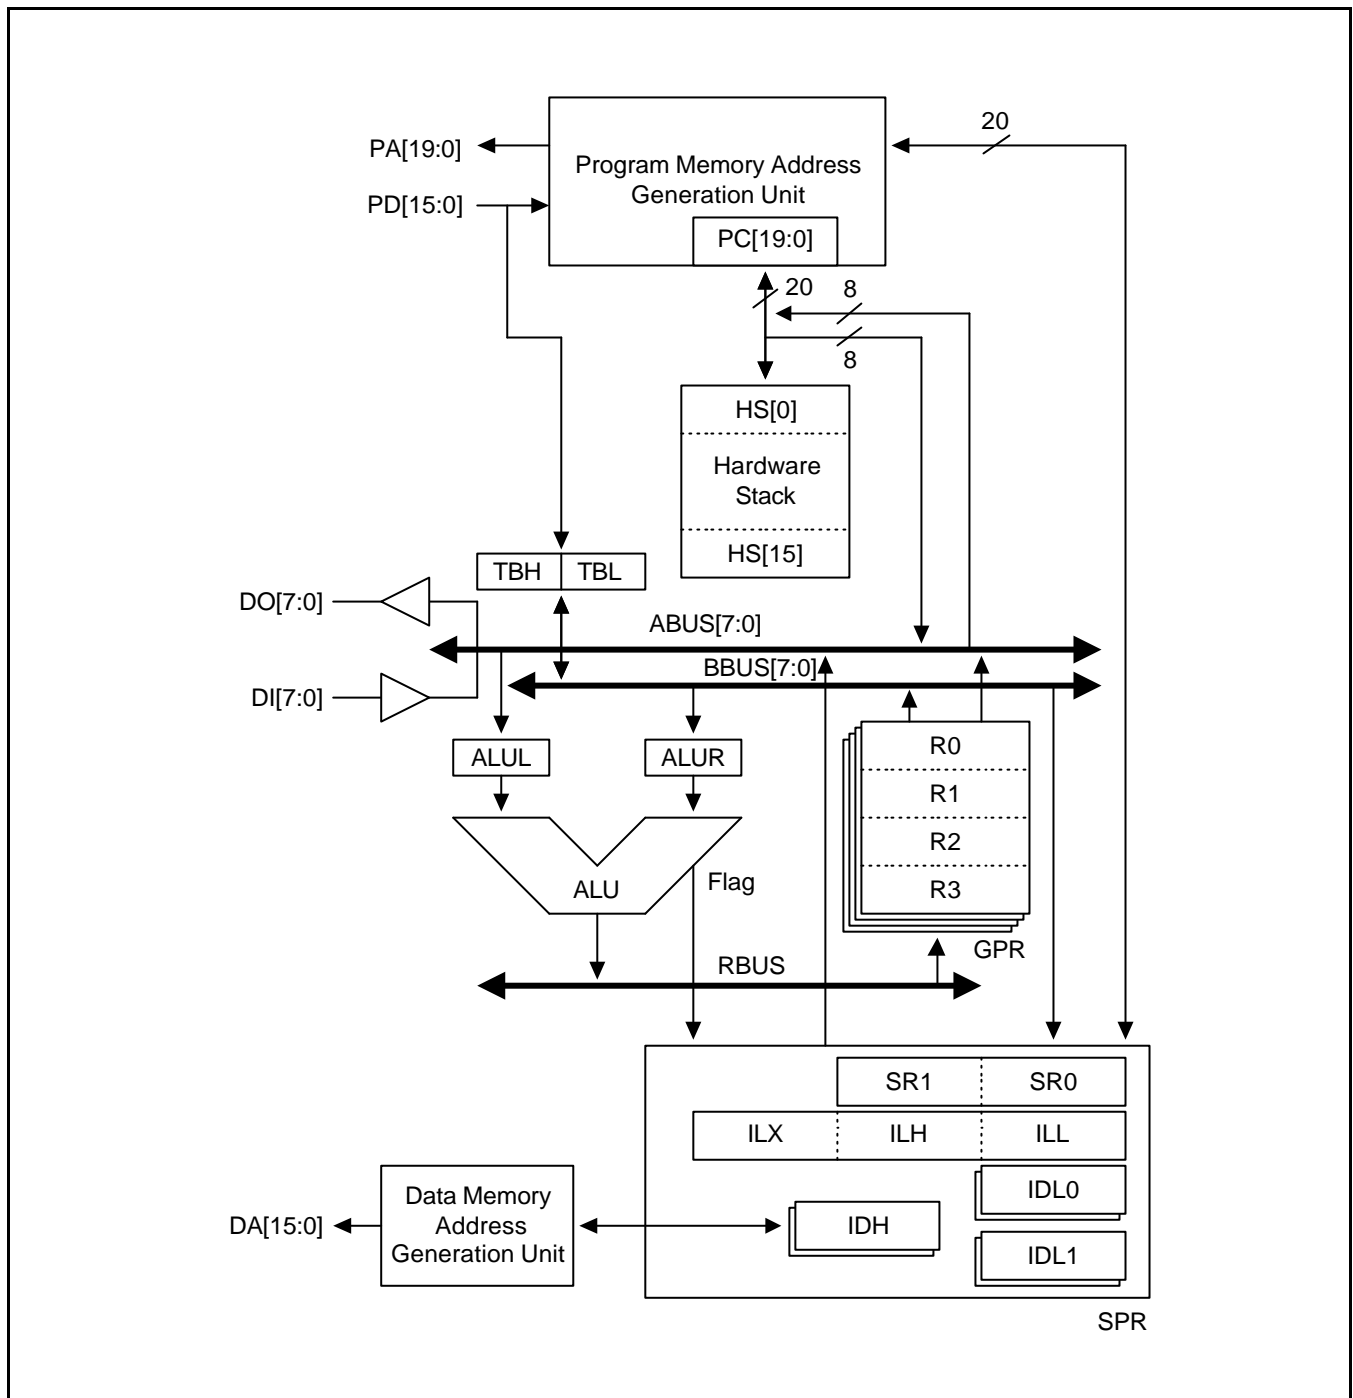 20
PA[19:0]
Program Memory Address
Generation Unit
PD[15:0]
PC[19:0]
20
8
8
HS[0]
Hardware
Stack
HS[15]
TBH
TBL
DO[7:0]
ABUS[7:0]
BBUS[7:0]
DI[7:0]
ALUL
ALUR
R0
R1
R2
R3
ALU
Flag
GPR
RBUS
SR1
SR0
ILX
ILH
ILL
IDL0
Data Memory
Address
Generation Unit
DA[15:0]
IDH
IDL1
SPR